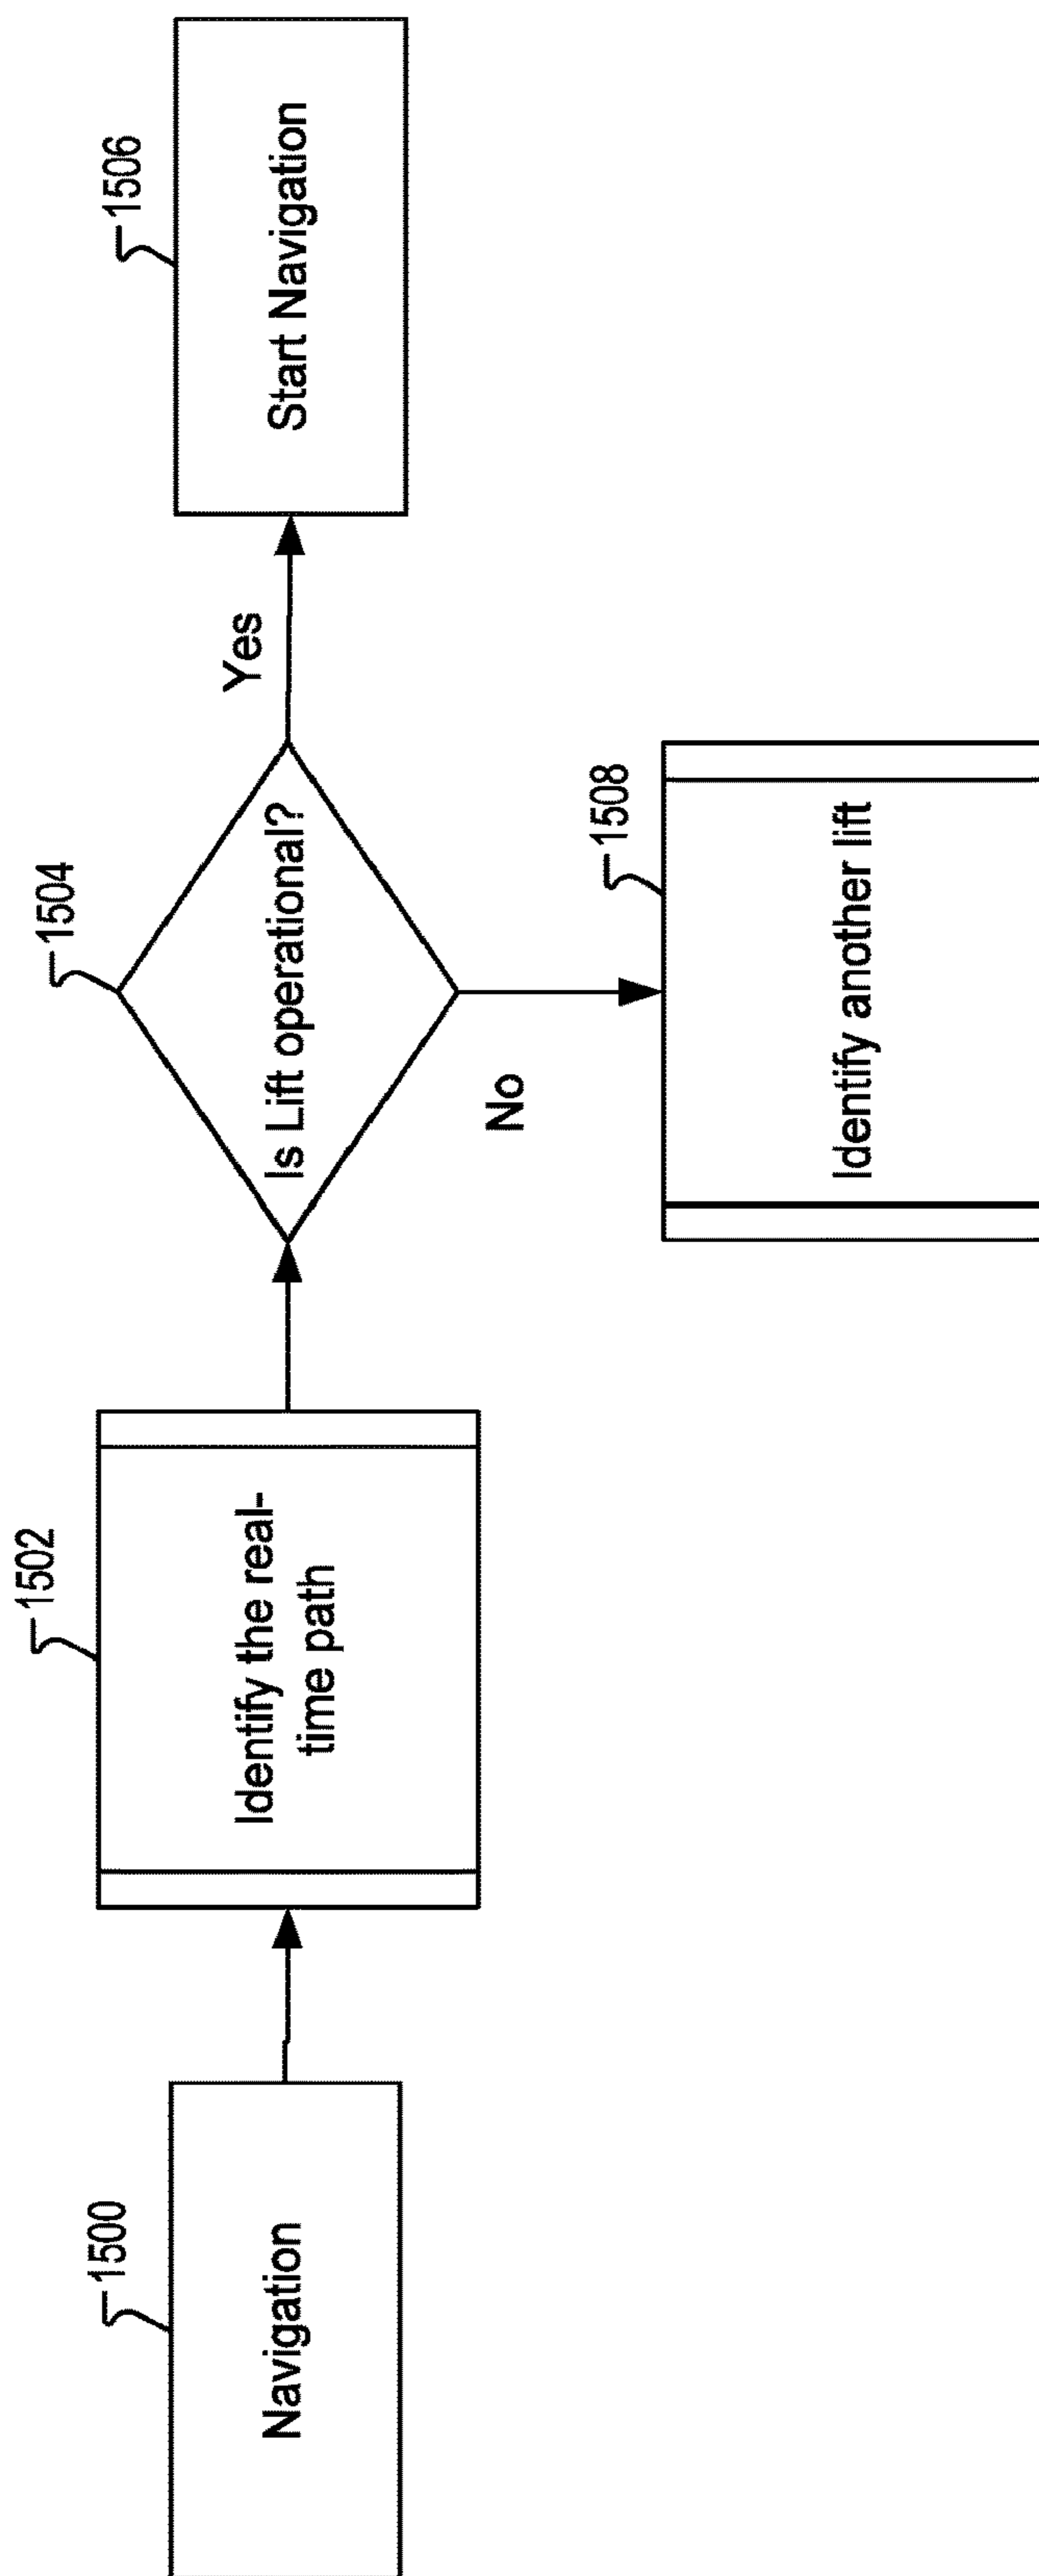 1500
Navigation
1502
Identify the real-
time path
1504
Is Lift operational?
Yes
1506
Start Navigation
No
1508
Identify another lift